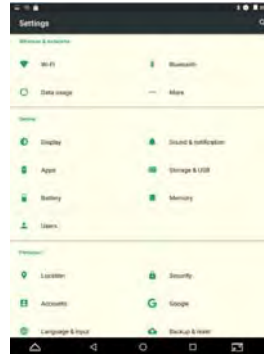 Settings
Wireless & networks
Wi-Fi
Bluetooth
Data usage
More
Device
Display
Sound & notification
Apps
Storage & USB
Battery
Memory
Users
Personal
Location
Security
Accounts
Google
Language & input
Backup & reset